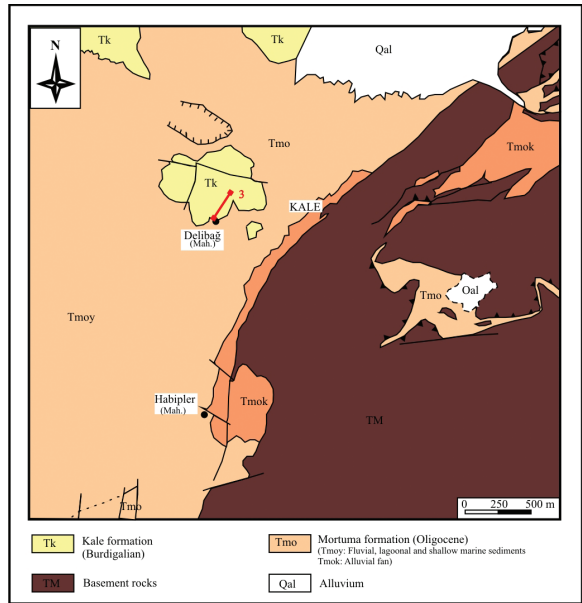 Tk
Tk
Qal
N
Tmo
Tmok
Tk
3
KALE
Delibağ
(Mah.)
Tmo
Oal
Tmoy
Habipler
(Mah.)
Tmok
TM
Tmo
0 250 500 m
Tk
Kale formation
(Burdigalian)
Tmo
Mortuma formation (Oligocene)
(Tmoy: Fluvial, lagoonal and shallow marine sediments
Tmok: Alluvial fan)
TM
Basement rocks
Qal
Alluvium